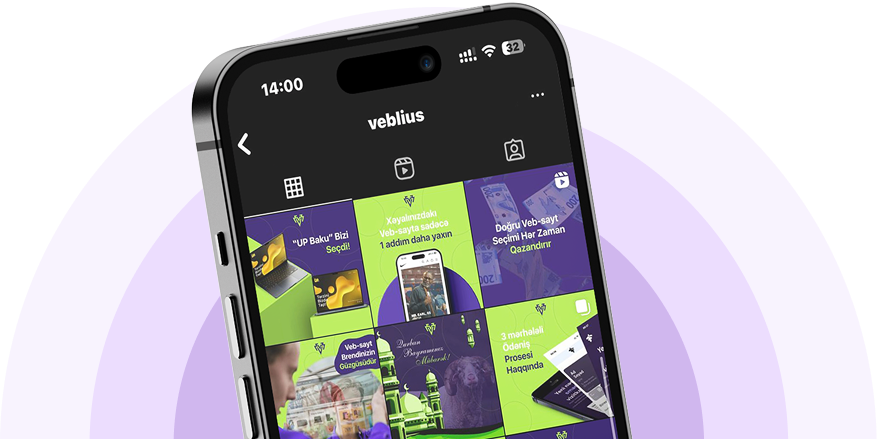 14:00
32
veblius
"UP Baku" Bizi
Seçdi!
Xəyalınızdakı
Veb-sayta sadəcə
1 addım daha yaxın
Doğru Veb-sayt
Seçimi Hər Zaman
Qazandırır
Veb-sayt
Brendinizin
Güzgüsüdür
Qurban
Bayramınız
Mübarək!
3 mərhələli
Ödəniş
Prosesi
Haqqında